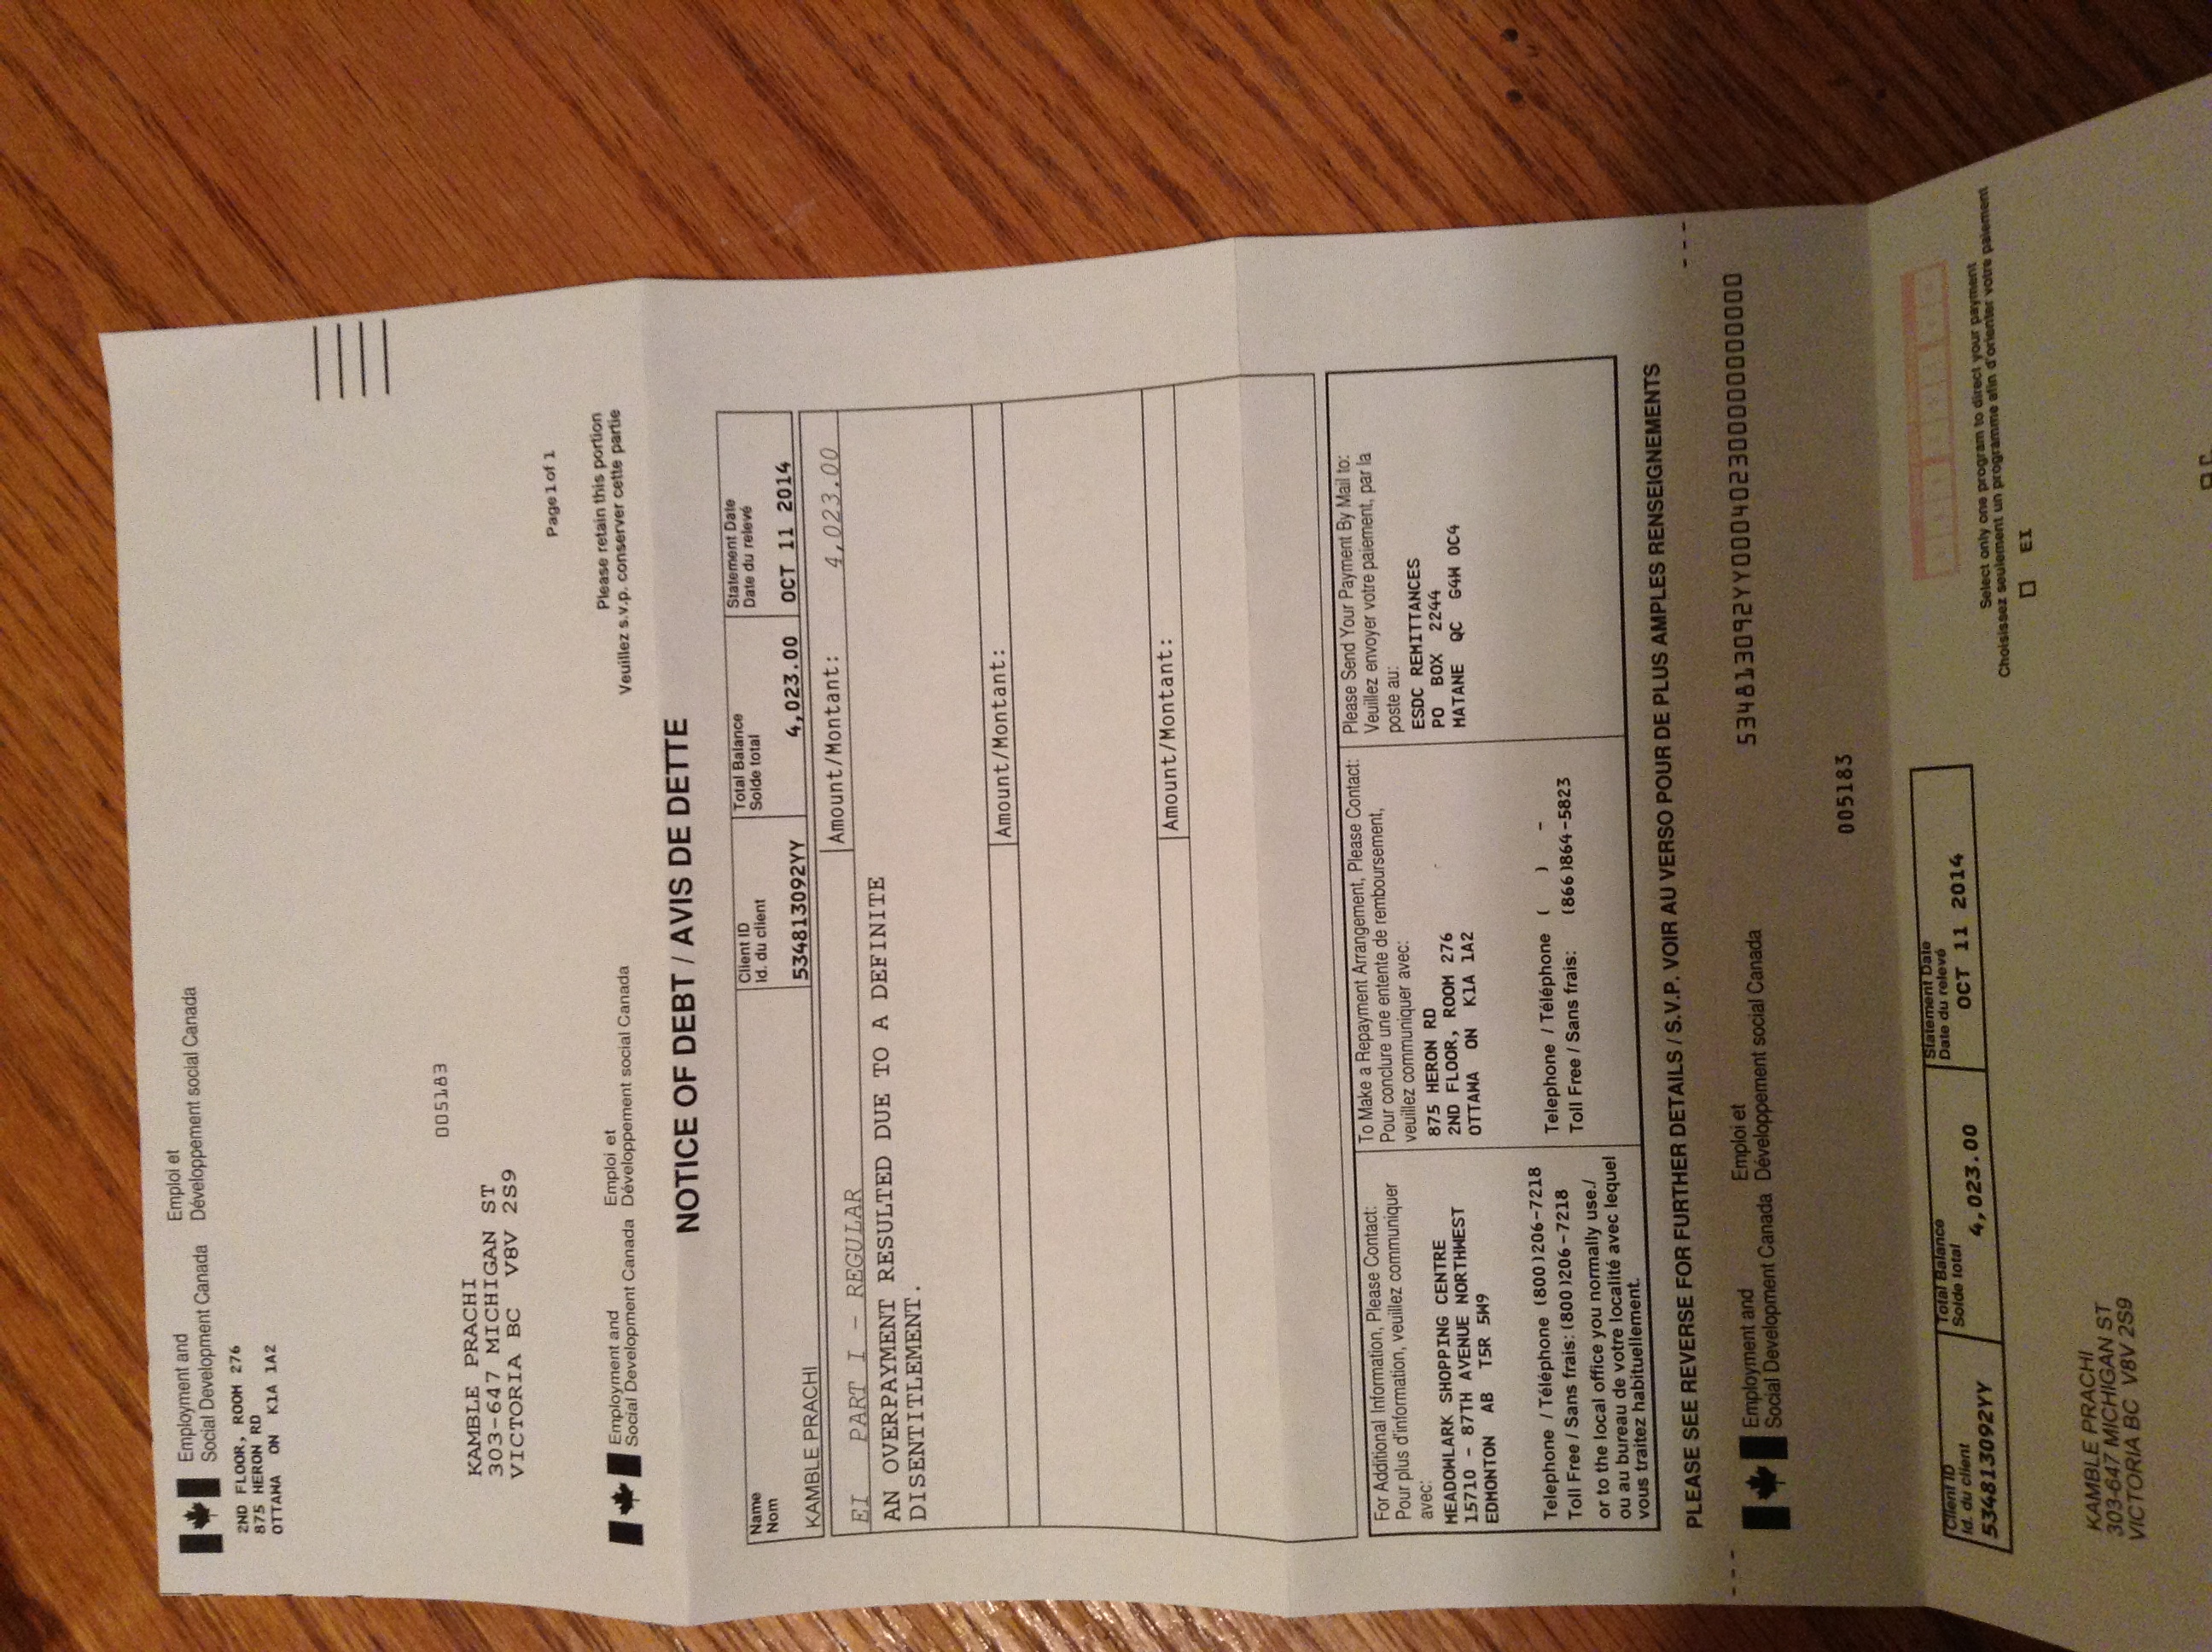 Employment and Emploi et
Social Development Canada Développement social Canada
2ND FLOOR, ROOM 276
875 HERON RD
OTTAWA ON K1A 1A2
005183
KAMBLE PRACHI
303-647 MICHIGAN ST
VICTORIA BC V8V 2S9
Page 1 of 1
Please retain this portion
Veuillez s.v.p. conserver cette partie
Employment and Emploi et
Social Development Canada Développement social Canada
NOTICE OF DEBT / AVIS DE DETTE
Name
Nom
KAMBLE PRACHI
Client ID
Id. du client
534813092YY
Total Balance
Solde total
4,023.00
Statement Date
Date du relevé
OCT 11 2014
EI PART I - REGULAR
Amount/Montant: 4,023.00
AN OVERPAYMENT RESULTED DUE TO A DEFINITE
DISENTITLEMENT.
Amount/Montant:
Amount/Montant:
For Additional Information, Please Contact:
Pour plus d'information, veuillez communiquer
avec:
MEADOWLARK SHOPPING CENTRE
15710 - 87TH AVENUE NORTHWEST
EDMONTON AB T5R 5W9
Telephone / Téléphone (800)206-7218
Toll Free / Sans frais: (800)206-7218
or to the local office you normally use./
ou au bureau de votre localité avec lequel
vous traitez habituellement.
To Make a Repayment Arrangement, Please Contact:
Pour conclure une entente de remboursement,
veuillez communiquer avec:
875 HERON RD
2ND FLOOR, ROOM 276
OTTAWA ON K1A 1A2
Telephone / Téléphone ( ) -
Toll Free / Sans frais: (866)864-5823
Please Send Your Payment By Mail to:
Veuillez envoyer votre paiement, par la
poste au:
ESDC REMITTANCES
PO BOX 2244
MATANE QC G4W 0C4
PLEASE SEE REVERSE FOR FURTHER DETAILS / S.V.P. VOIR AU VERSO POUR DE PLUS AMPLES RENSEIGNEMENTS
Employment and Emploi et
Social Development Canada Développement social Canada
534813092YY000402300000000000
005183
Client ID
Id. du client
534813092YY
Total Balance
Solde total
4,023.00
Statement Date
Date du relevé
OCT 11 2014
Select only one program to direct your payment
Choisissez seulement un programme afin d'orienter votre paiement
EI
KAMBLE PRACHI
303-647 MICHIGAN ST
VICTORIA BC V8V 2S9